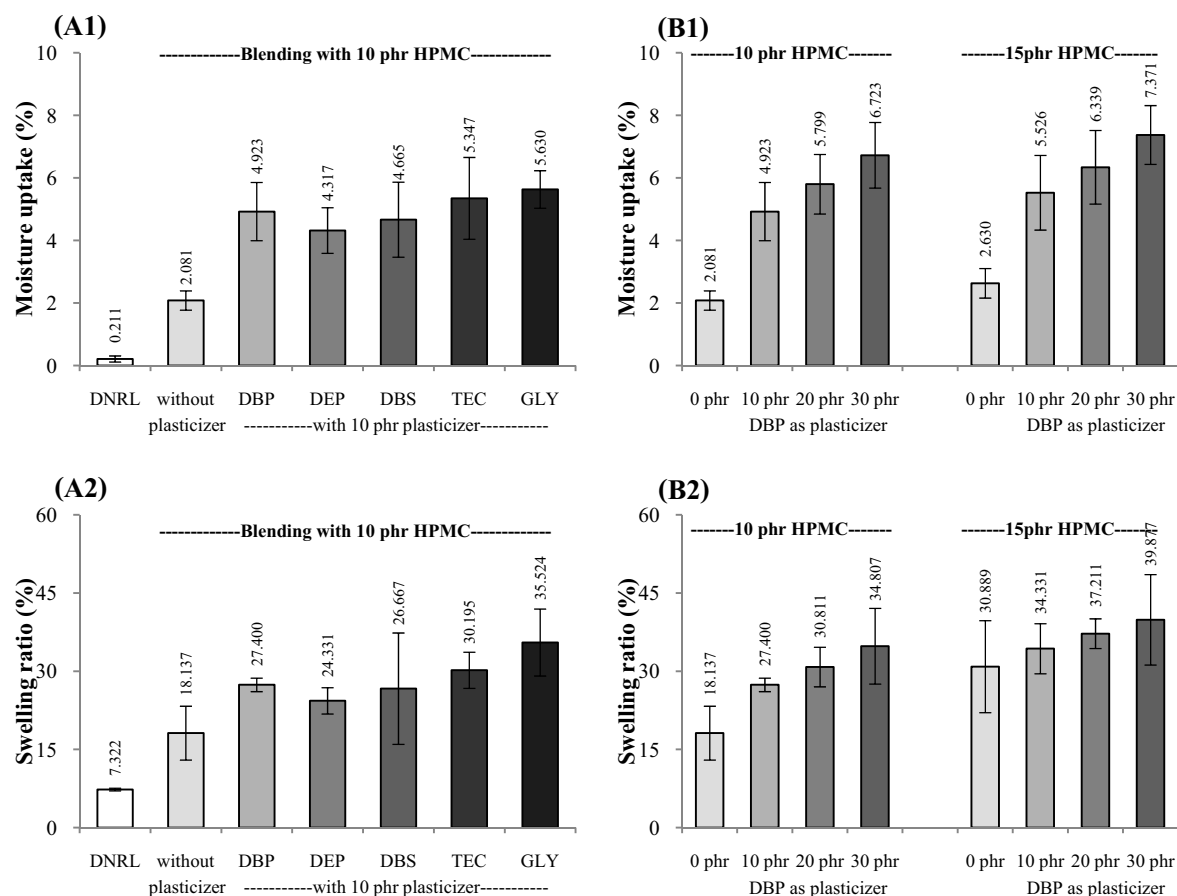 (A1)
-------------Blending with 10 phr HPMC-------------
Moisture uptake (%)
10
8
6
4
2
0
0.211
2.081
4.923
4.317
4.665
5.347
5.630
DNRL without DBP DEP DBS TEC GLY
plasticizer -----------with 10 phr plasticizer-----------
(B1)
-------10 phr HPMC------- -------15phr HPMC-------
Moisture uptake (%)
10
8
6
4
2
0
2.081
4.923
5.799
6.723
2.630
5.526
6.339
7.371
0 phr 10 phr 20 phr 30 phr 0 phr 10 phr 20 phr 30 phr
DBP as plasticizer DBP as plasticizer
(A2)
-------------Blending with 10 phr HPMC-------------
Swelling ratio (%)
60
45
30
15
0
7.322
18.137
27.400
24.331
26.667
30.195
35.524
DNRL without DBP DEP DBS TEC GLY
plasticizer -----------with 10 phr plasticizer-----------
(B2)
-------10 phr HPMC------- -------15phr HPMC-------
Swelling ratio (%)
60
45
30
15
0
18.137
27.400
30.811
34.807
30.889
34.331
37.211
39.877
0 phr 10 phr 20 phr 30 phr 0 phr 10 phr 20 phr 30 phr
DBP as plasticizer DBP as plasticizer